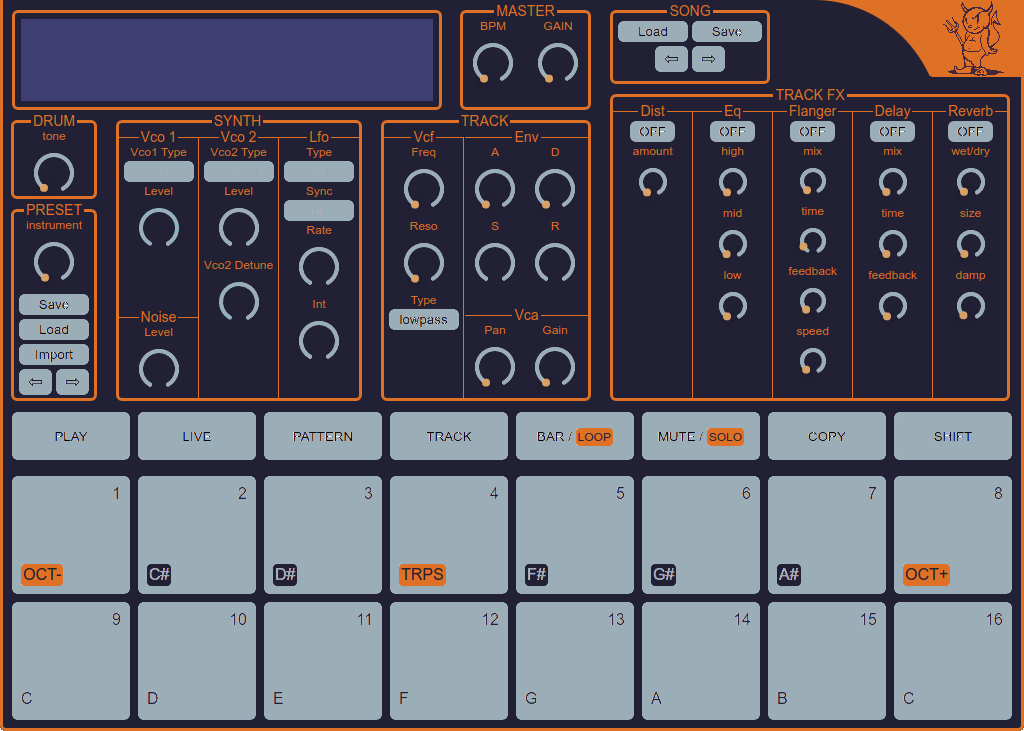 MASTER
BPM GAIN
SONG
Load Save
⇦ ⇨
TRACK FX
Dist Eq Flanger Delay Reverb
OFF OFF OFF OFF OFF
amount high mix mix wet/dry
mid time time size
low feedback feedback damp
speed
DRUM
tone
PRESET
instrument
Save
Load
Import
⇦ ⇨
SYNTH
Vco 1 Vco 2 Lfo
Vco1 Type Vco2 Type Type
Level Level Sync
Rate
Vco2 Detune
Int
Noise
Level
TRACK
Vcf Env
Freq A D
Reso S R
Type
lowpass
Vca
Pan Gain
PLAY LIVE PATTERN TRACK BAR / LOOP MUTE / SOLO COPY SHIFT
1 2 3 4 5 6 7 8
OCT- C# D# TRPS F# G# A# OCT+
9 10 11 12 13 14 15 16
C D E F G A B C